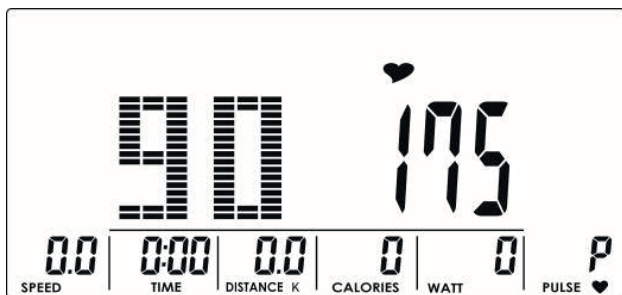 90 175
0.0 0:00 0.0 0 0 P
SPEED TIME DISTANCE K CALORIES WATT PULSE